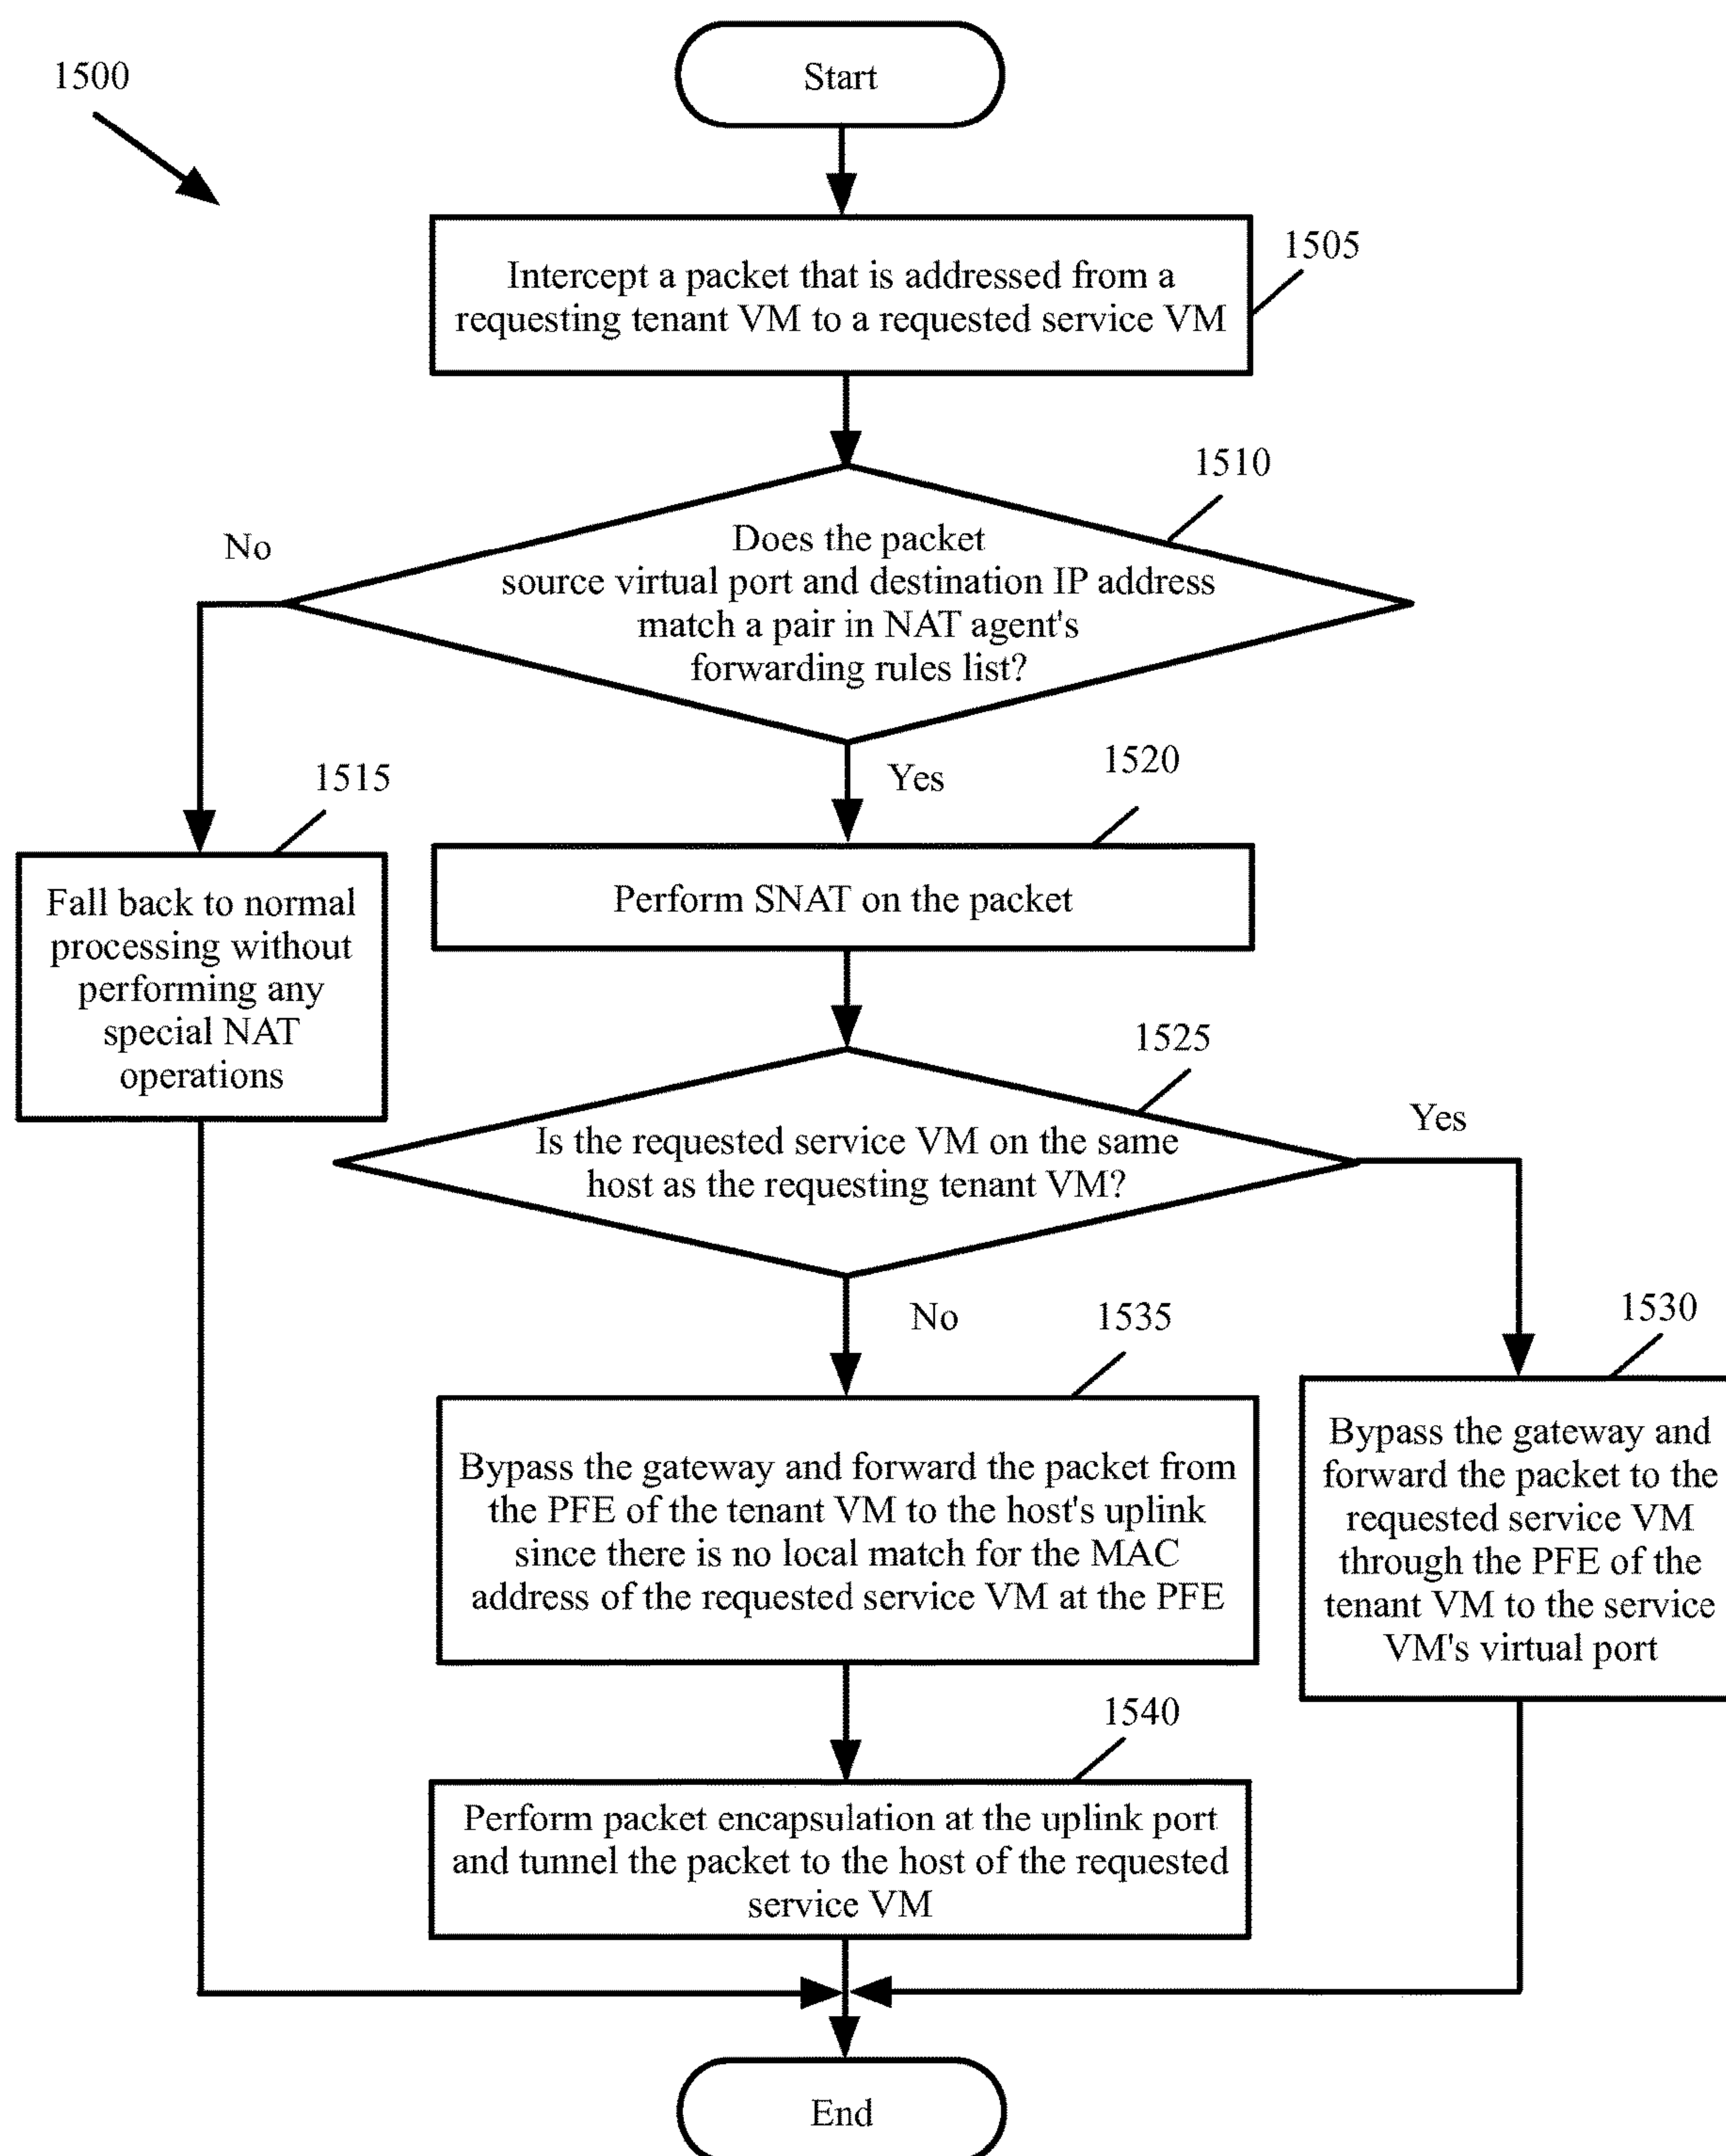 Start
1500
1505
Intercept a packet that is addressed from a
requesting tenant VM to a requested service VM
1510
No
Does the packet
source virtual port and destination IP address
match a pair in NAT agent's
forwarding rules list?
1515
Yes
1520
Fall back to normal
processing without
performing any
special NAT
operations
Perform SNAT on the packet
1525
Yes
Is the requested service VM on the same
host as the requesting tenant VM?
No
1535
1530
Bypass the gateway and forward the packet from
the PFE of the tenant VM to the host's uplink
since there is no local match for the MAC
address of the requested service VM at the PFE
Bypass the gateway and
forward the packet to the
requested service VM
through the PFE of the
tenant VM to the service
VM's virtual port
1540
Perform packet encapsulation at the uplink port
and tunnel the packet to the host of the requested
service VM
End